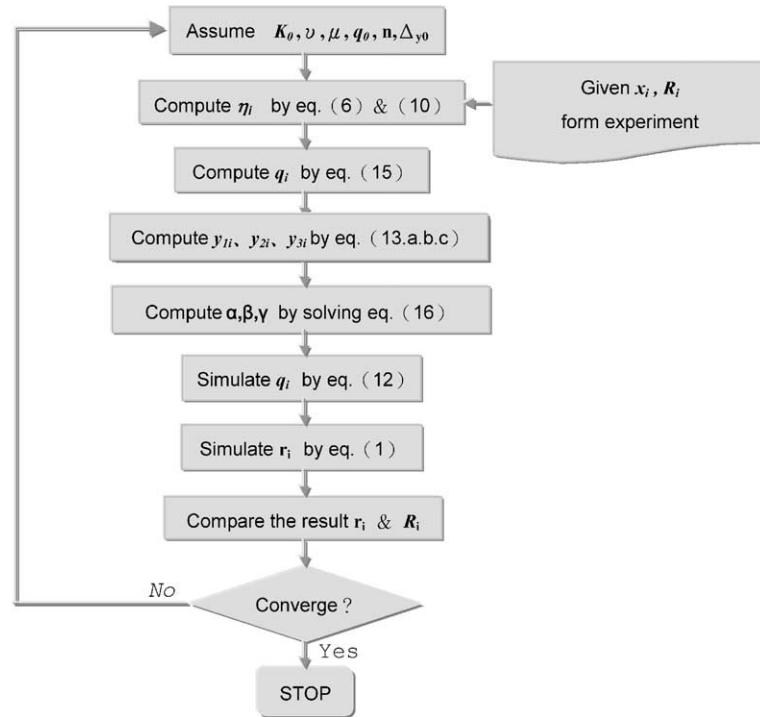 Assume K₀, υ, μ, q₀, n, Δy0
Compute ηᵢ by eq.（6）&（10）
Given xᵢ, Rᵢ
form experiment
Compute qᵢ by eq.（15）
Compute y₁ᵢ、y₂ᵢ、y₃ᵢ by eq.（13.a.b.c）
Compute α,β,γ by solving eq.（16）
Simulate qᵢ by eq.（12）
Simulate rᵢ by eq.（1）
Compare the result rᵢ & Rᵢ
No
Converge？
Yes
STOP